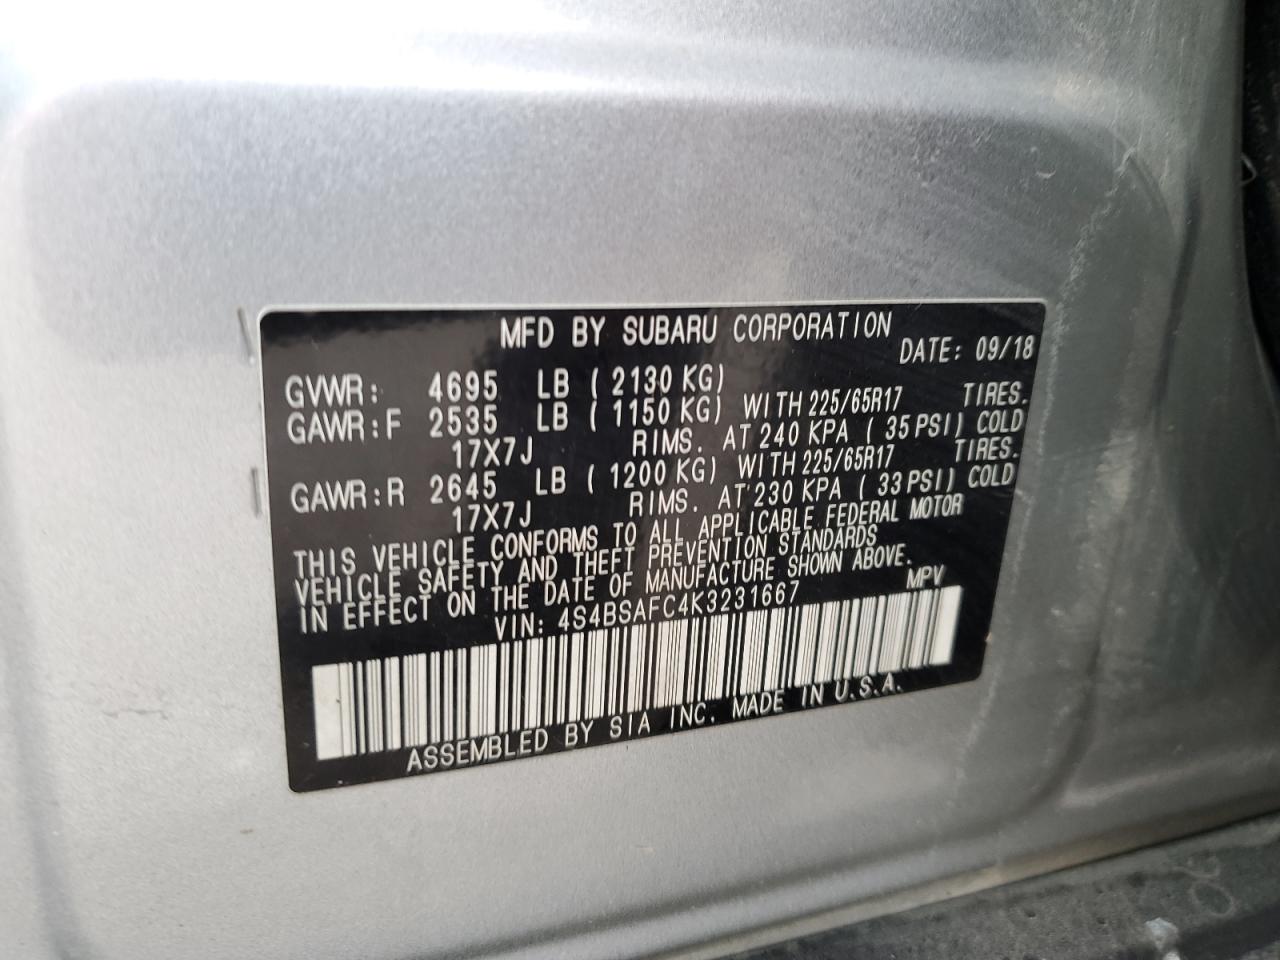 MFD BY SUBARU CORPORATION
DATE: 09/18
GVWR: 4695 LB ( 2130 KG)
GAWR:F 2535 LB ( 1150 KG) WITH 225/65R17 TIRES.
17X7J RIMS. AT 240 KPA ( 35 PSI) COLD
GAWR:R 2645 LB ( 1200 KG) WITH 225/65R17 TIRES.
17X7J RIMS. AT 230 KPA ( 33 PSI) COLD
THIS VEHICLE CONFORMS TO ALL APPLICABLE FEDERAL MOTOR
VEHICLE SAFETY AND THEFT PREVENTION STANDARDS
IN EFFECT ON THE DATE OF MANUFACTURE SHOWN ABOVE.
VIN: 4S4BSAFC4K3231667 MPV
ASSEMBLED BY SIA INC. MADE IN U.S.A.